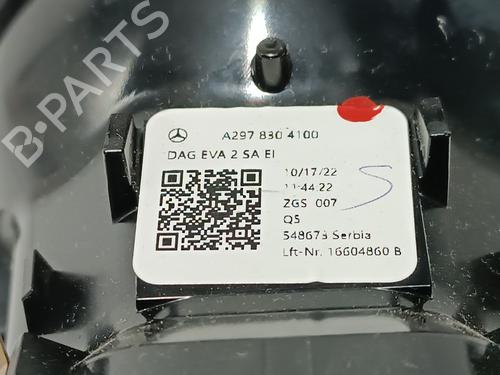 B-PARTS
A297 830 4100
DAG EVA 2 SA EI
10/17/22
11:44:22
ZGS 007
Q5
548673 Serbia
Lft-Nr. 16604860 B